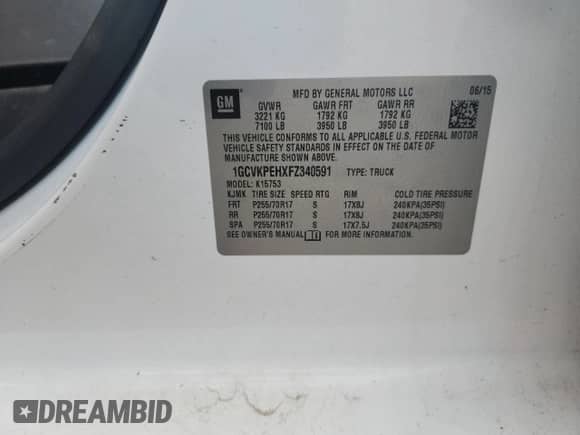 GM
MFD BY GENERAL MOTORS LLC 06/15
GVWR GAWR FRT GAWR RR
3221 KG 1792 KG 1792 KG
7100 LB 3950 LB 3950 LB
THIS VEHICLE CONFORMS TO ALL APPLICABLE U.S. FEDERAL MOTOR
VEHICLE SAFETY STANDARDS IN EFFECT ON THE DATE OF
MANUFACTURE SHOWN ABOVE.
1GCVKPEHXFZ340591 TYPE: TRUCK
MODEL: K15753
KJMK TIRE SIZE SPEED RTG RIM COLD TIRE PRESSURE
FRT P255/70R17 S 17X8J 240KPA(35PSI)
RR P255/70R17 S 17X8J 240KPA(35PSI)
SPA P255/70R17 S 17X7.5J 240KPA(35PSI)
SEE OWNER'S MANUAL FOR MORE INFORMATION.
DREAMBID